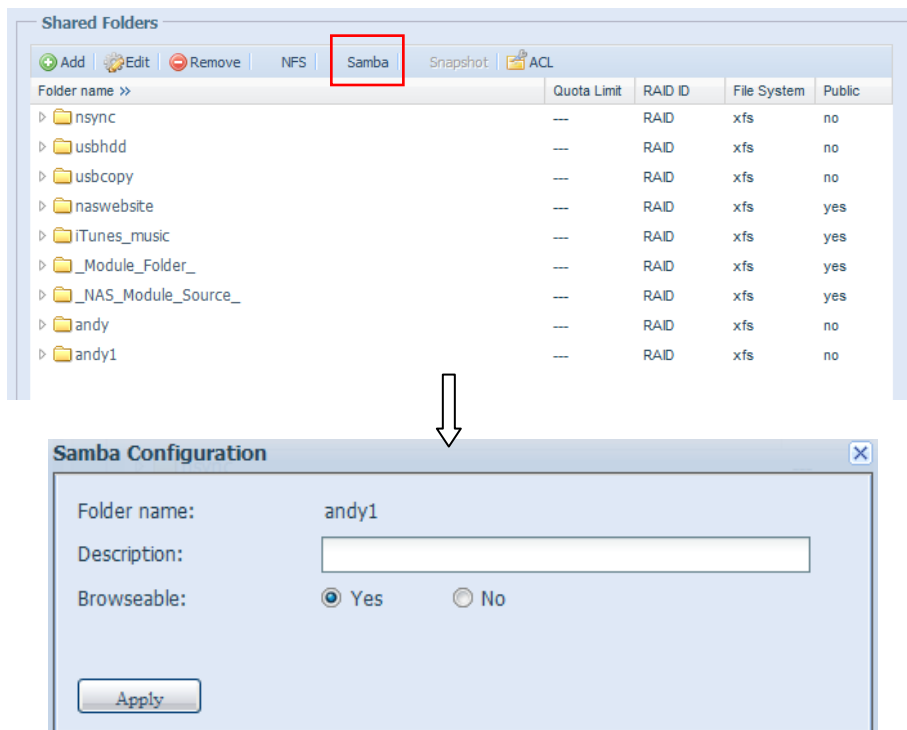 Shared Folders
Add Edit Remove NFS Samba Snapshot ACL
Folder name >> Quota Limit RAID ID File System Public
nsync --- RAID xfs no
usbhdd --- RAID xfs no
usbcopy --- RAID xfs no
naswebsite --- RAID xfs yes
iTunes_music --- RAID xfs yes
_Module_Folder_ --- RAID xfs yes
_NAS_Module_Source_ --- RAID xfs yes
andy --- RAID xfs no
andy1 --- RAID xfs no
Samba Configuration
Folder name: andy1
Description:
Browseable: Yes No
Apply